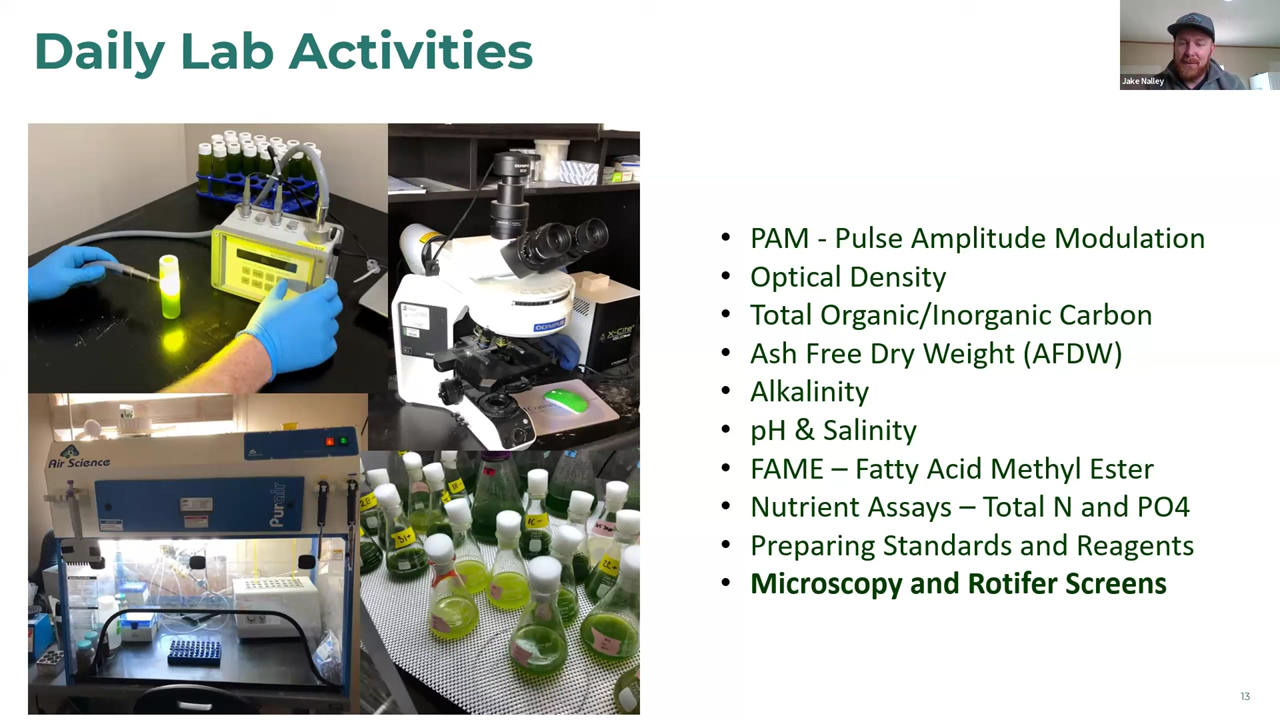 Daily Lab Activities
Jake Nalley
OLYMPUS
X-Cite
Air Science
Purair
• PAM - Pulse Amplitude Modulation
• Optical Density
• Total Organic/Inorganic Carbon
• Ash Free Dry Weight (AFDW)
• Alkalinity
• pH & Salinity
• FAME – Fatty Acid Methyl Ester
• Nutrient Assays – Total N and PO4
• Preparing Standards and Reagents
• Microscopy and Rotifer Screens
13